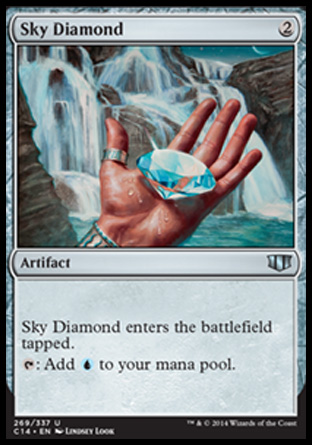 Sky Diamond 2
Artifact
Sky Diamond enters the battlefield
tapped.
: Add to your mana pool.
269/337 U
C14 • EN LINDSEY LOOK
™ & © 2014 Wizards of the Coast